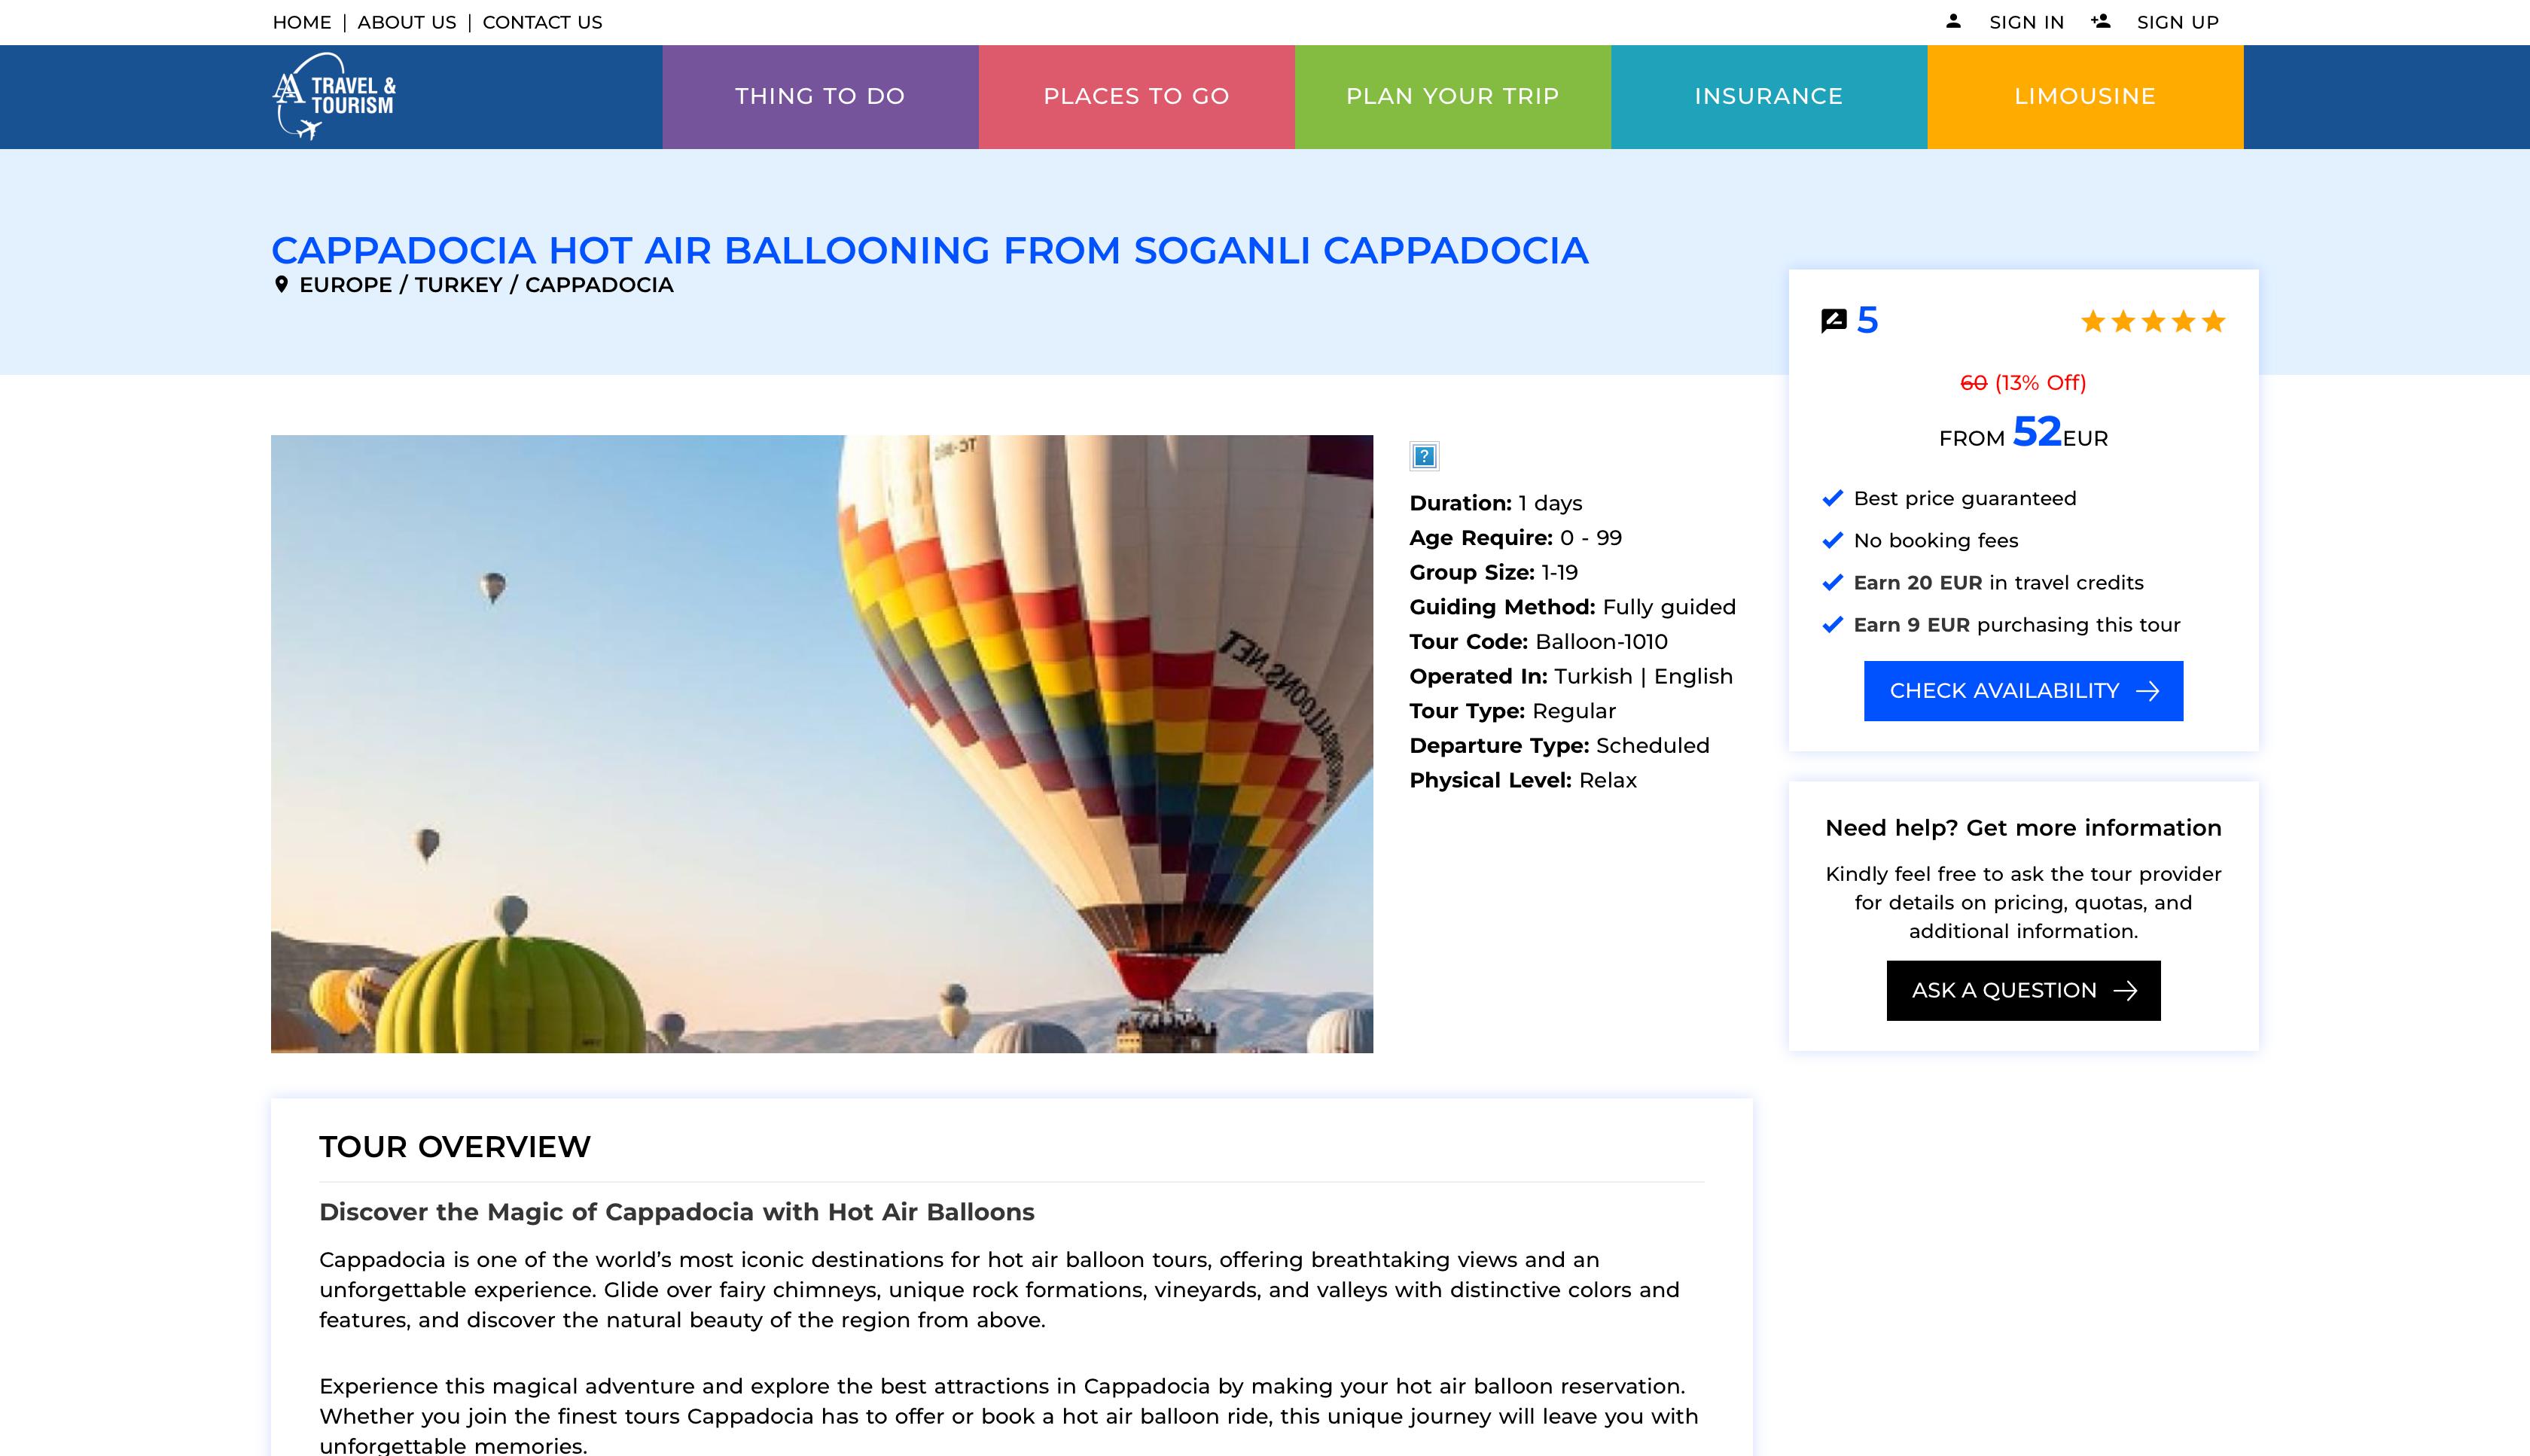 HOME | ABOUT US | CONTACT US
SIGN IN SIGN UP
TRAVEL &
TOURISM
THING TO DO
PLACES TO GO
PLAN YOUR TRIP
INSURANCE
LIMOUSINE
CAPPADOCIA HOT AIR BALLOONING FROM SOGANLI CAPPADOCIA
EUROPE / TURKEY / CAPPADOCIA
5
60 (13% Off)
FROM 52EUR
Best price guaranteed
No booking fees
Earn 20 EUR in travel credits
Earn 9 EUR purchasing this tour
CHECK AVAILABILITY
?
Duration: 1 days
Age Require: 0 - 99
Group Size: 1-19
Guiding Method: Fully guided
Tour Code: Balloon-1010
Operated In: Turkish | English
Tour Type: Regular
Departure Type: Scheduled
Physical Level: Relax
Need help? Get more information
Kindly feel free to ask the tour provider
for details on pricing, quotas, and
additional information.
ASK A QUESTION
TOUR OVERVIEW
Discover the Magic of Cappadocia with Hot Air Balloons
Cappadocia is one of the world’s most iconic destinations for hot air balloon tours, offering breathtaking views and an
unforgettable experience. Glide over fairy chimneys, unique rock formations, vineyards, and valleys with distinctive colors and
features, and discover the natural beauty of the region from above.
Experience this magical adventure and explore the best attractions in Cappadocia by making your hot air balloon reservation.
Whether you join the finest tours Cappadocia has to offer or book a hot air balloon ride, this unique journey will leave you with
unforgettable memories.